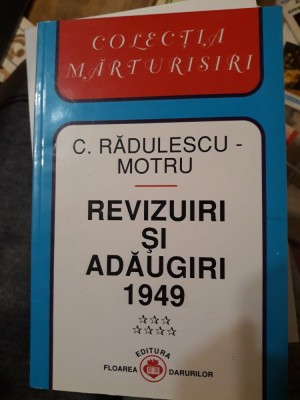 COLECȚIA
MĂRTURISIRI
C. RĂDULESCU -
MOTRU
REVIZUIRI
ȘI
ADĂUGIRI
1949
EDITURA
FLOAREA DARURILOR